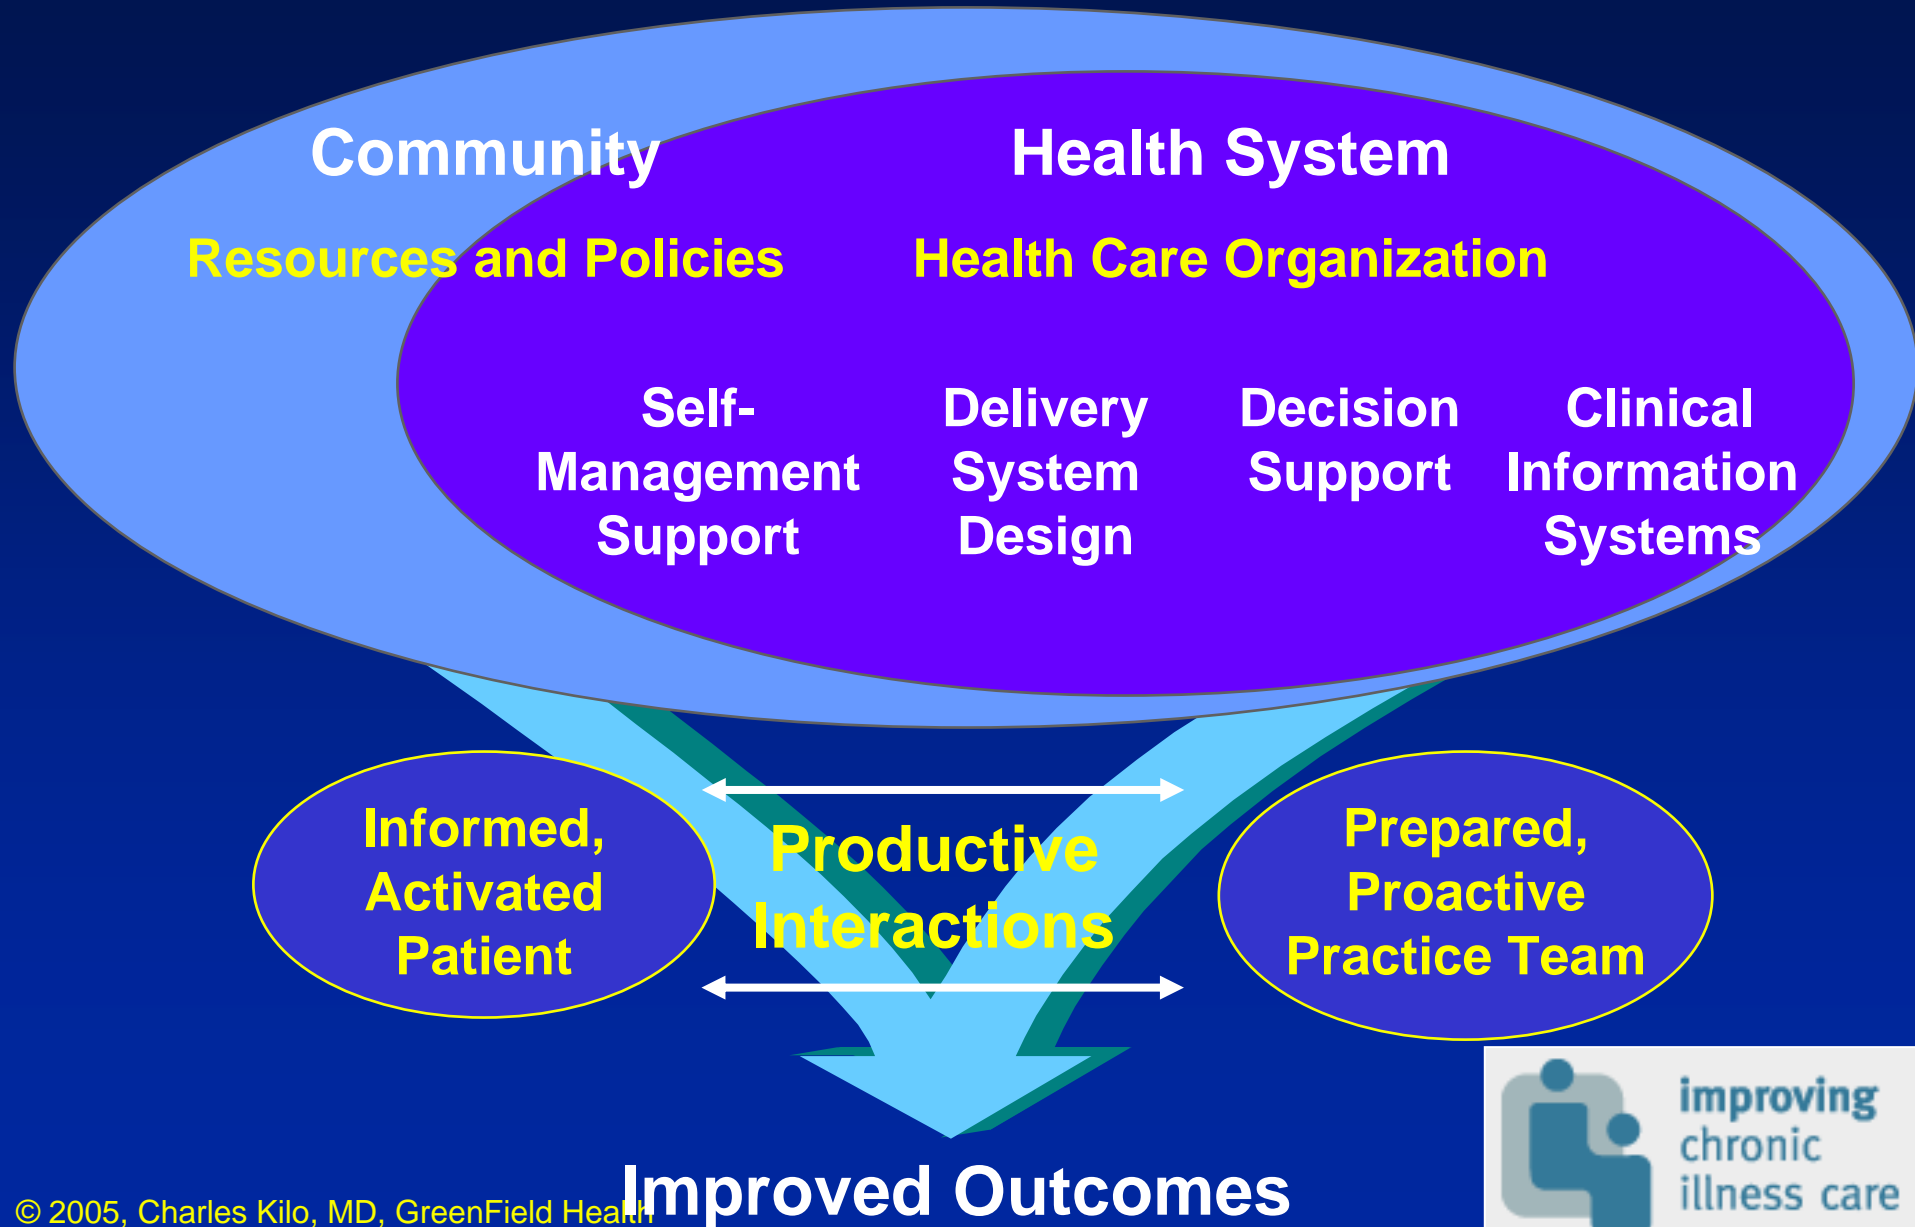 Community
Health System
Resources and Policies
Health Care Organization
Self-
Management
Support
Delivery
System
Design
Decision
Support
Clinical
Information
Systems
Informed,
Activated
Patient
Productive
Interactions
Prepared,
Proactive
Practice Team
Improved Outcomes
© 2005, Charles Kilo, MD, GreenField Health
improving
chronic
illness care